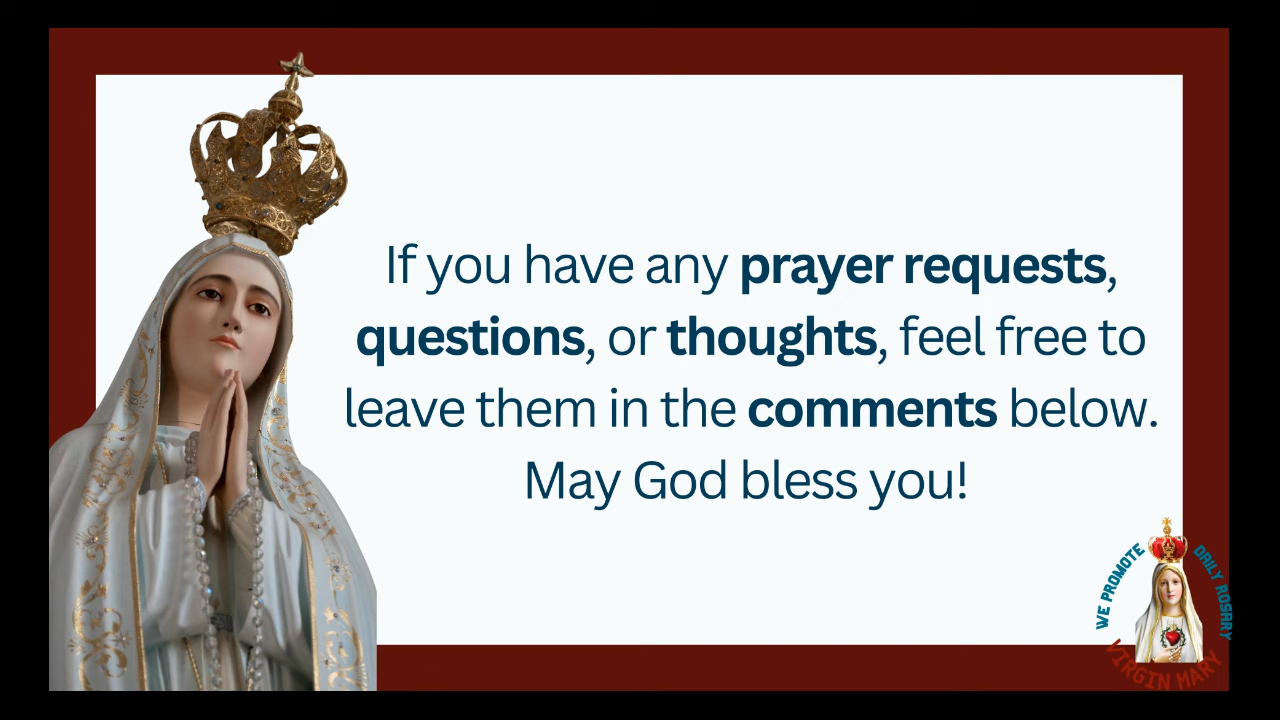 If you have any prayer requests,
questions, or thoughts, feel free to
leave them in the comments below.
May God bless you!
WE PROMOTE
DAILY ROSARY
VIRGIN MARY